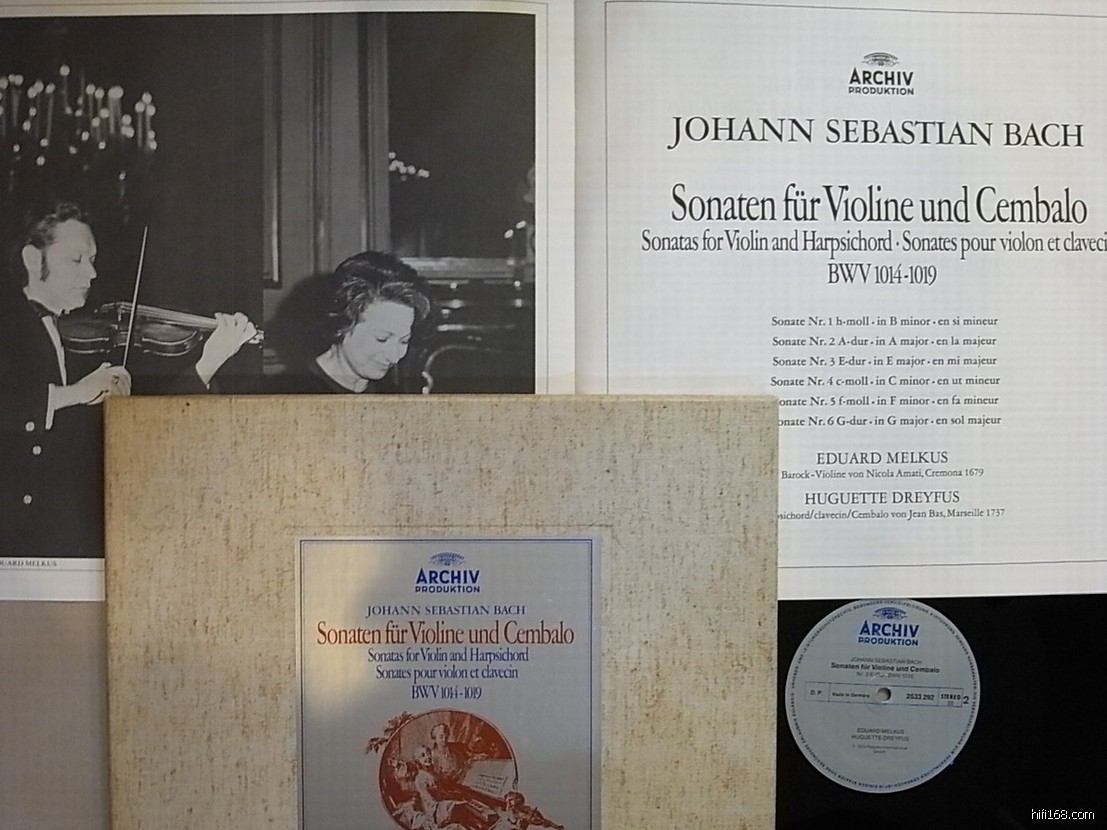 ARCHIV
PRODUKTION
JOHANN SEBASTIAN BACH
Sonaten für Violine und Cembalo
Sonatas for Violin and Harpsichord · Sonates pour violon et claveci
BWV 1014-1019
Sonate Nr. 1 h-moll · in B minor · en si mineur
Sonate Nr. 2 A-dur · in A major · en la majeur
Sonate Nr. 3 E-dur · in E major · en mi majeur
Sonate Nr. 4 c-moll · in C minor · en ut mineur
onate Nr. 5 f-moll · in F minor · en fa mineur
onate Nr. 6 G-dur · in G major · en sol majeur
EDUARD MELKUS
Barock-Violine von Nicola Amati, Cremona 1679
HUGUETTE DREYFUS
sichord/clavecin/Cembalo von Jean Bas, Marseille 1737
UARD MELKUS
ARCHIV
PRODUKTION
JOHANN SEBASTIAN BACH
Sonaten für Violine und Cembalo
Sonatas for Violin and Harpsichord
Sonates pour violon et clavecin
BWV 1014-1019
ARCHIV
PRODUKTION
JOHANN SEBASTIAN BACH
Sonaten für Violine und Cembalo
D.P. Made in Germany 2533 292 STEREO 2
33
EDUARD MELKUS
HUGUETTE DREYFUS
hifi168.com